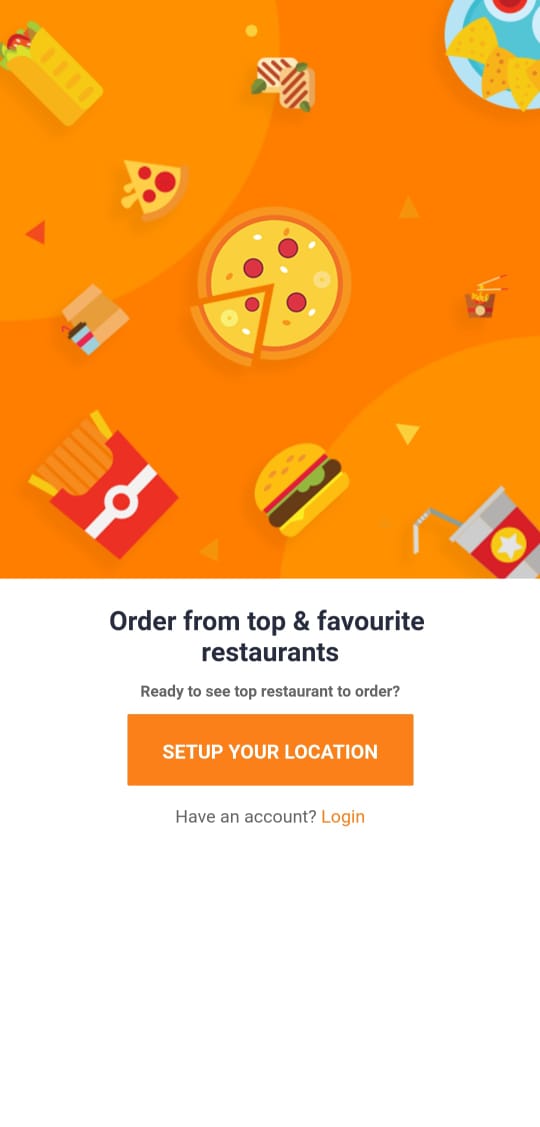 Order from top & favourite
restaurants
Ready to see top restaurant to order?
SETUP YOUR LOCATION
Have an account? Login